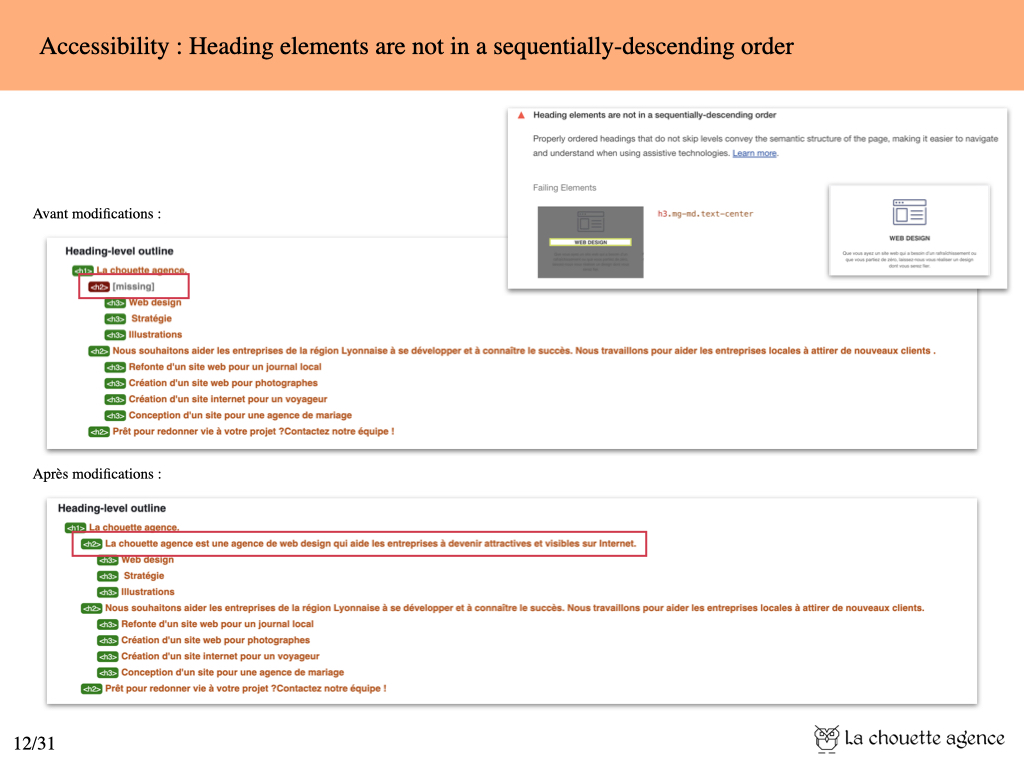 Accessibility : Heading elements are not in a sequentially-descending order
Heading elements are not in a sequentially-descending order
Properly ordered headings that do not skip levels convey the semantic structure of the page, making it easier to navigate
and understand when using assistive technologies. Learn more.
Failing Elements
WEB DESIGN
h3.mg-md.text-center
WEB DESIGN
Que vous ayez un site web qui a besoin d'un rafraîchissement ou
que vous partiez de zéro, laissez-nous vous réaliser un design
dont vous serez fier.
Avant modifications :
Heading-level outline
<h1> La chouette agence.
<h2> [missing]
<h3> Web design
<h3> Stratégie
<h3> Illustrations
<h2> Nous souhaitons aider les entreprises de la région Lyonnaise à se développer et à connaître le succès. Nous travaillons pour aider les entreprises locales à attirer de nouveaux clients .
<h3> Refonte d'un site web pour un journal local
<h3> Création d'un site web pour photographes
<h3> Création d'un site internet pour un voyageur
<h3> Conception d'un site pour une agence de mariage
<h2> Prêt pour redonner vie à votre projet ?Contactez notre équipe !
Après modifications :
Heading-level outline
<h1> La chouette agence.
<h2> La chouette agence est une agence de web design qui aide les entreprises à devenir attractives et visibles sur Internet.
<h3> Web design
<h3> Stratégie
<h3> Illustrations
<h2> Nous souhaitons aider les entreprises de la région Lyonnaise à se développer et à connaître le succès. Nous travaillons pour aider les entreprises locales à attirer de nouveaux clients.
<h3> Refonte d'un site web pour un journal local
<h3> Création d'un site web pour photographes
<h3> Création d'un site internet pour un voyageur
<h3> Conception d'un site pour une agence de mariage
<h2> Prêt pour redonner vie à votre projet ?Contactez notre équipe !
12/31
La chouette agence